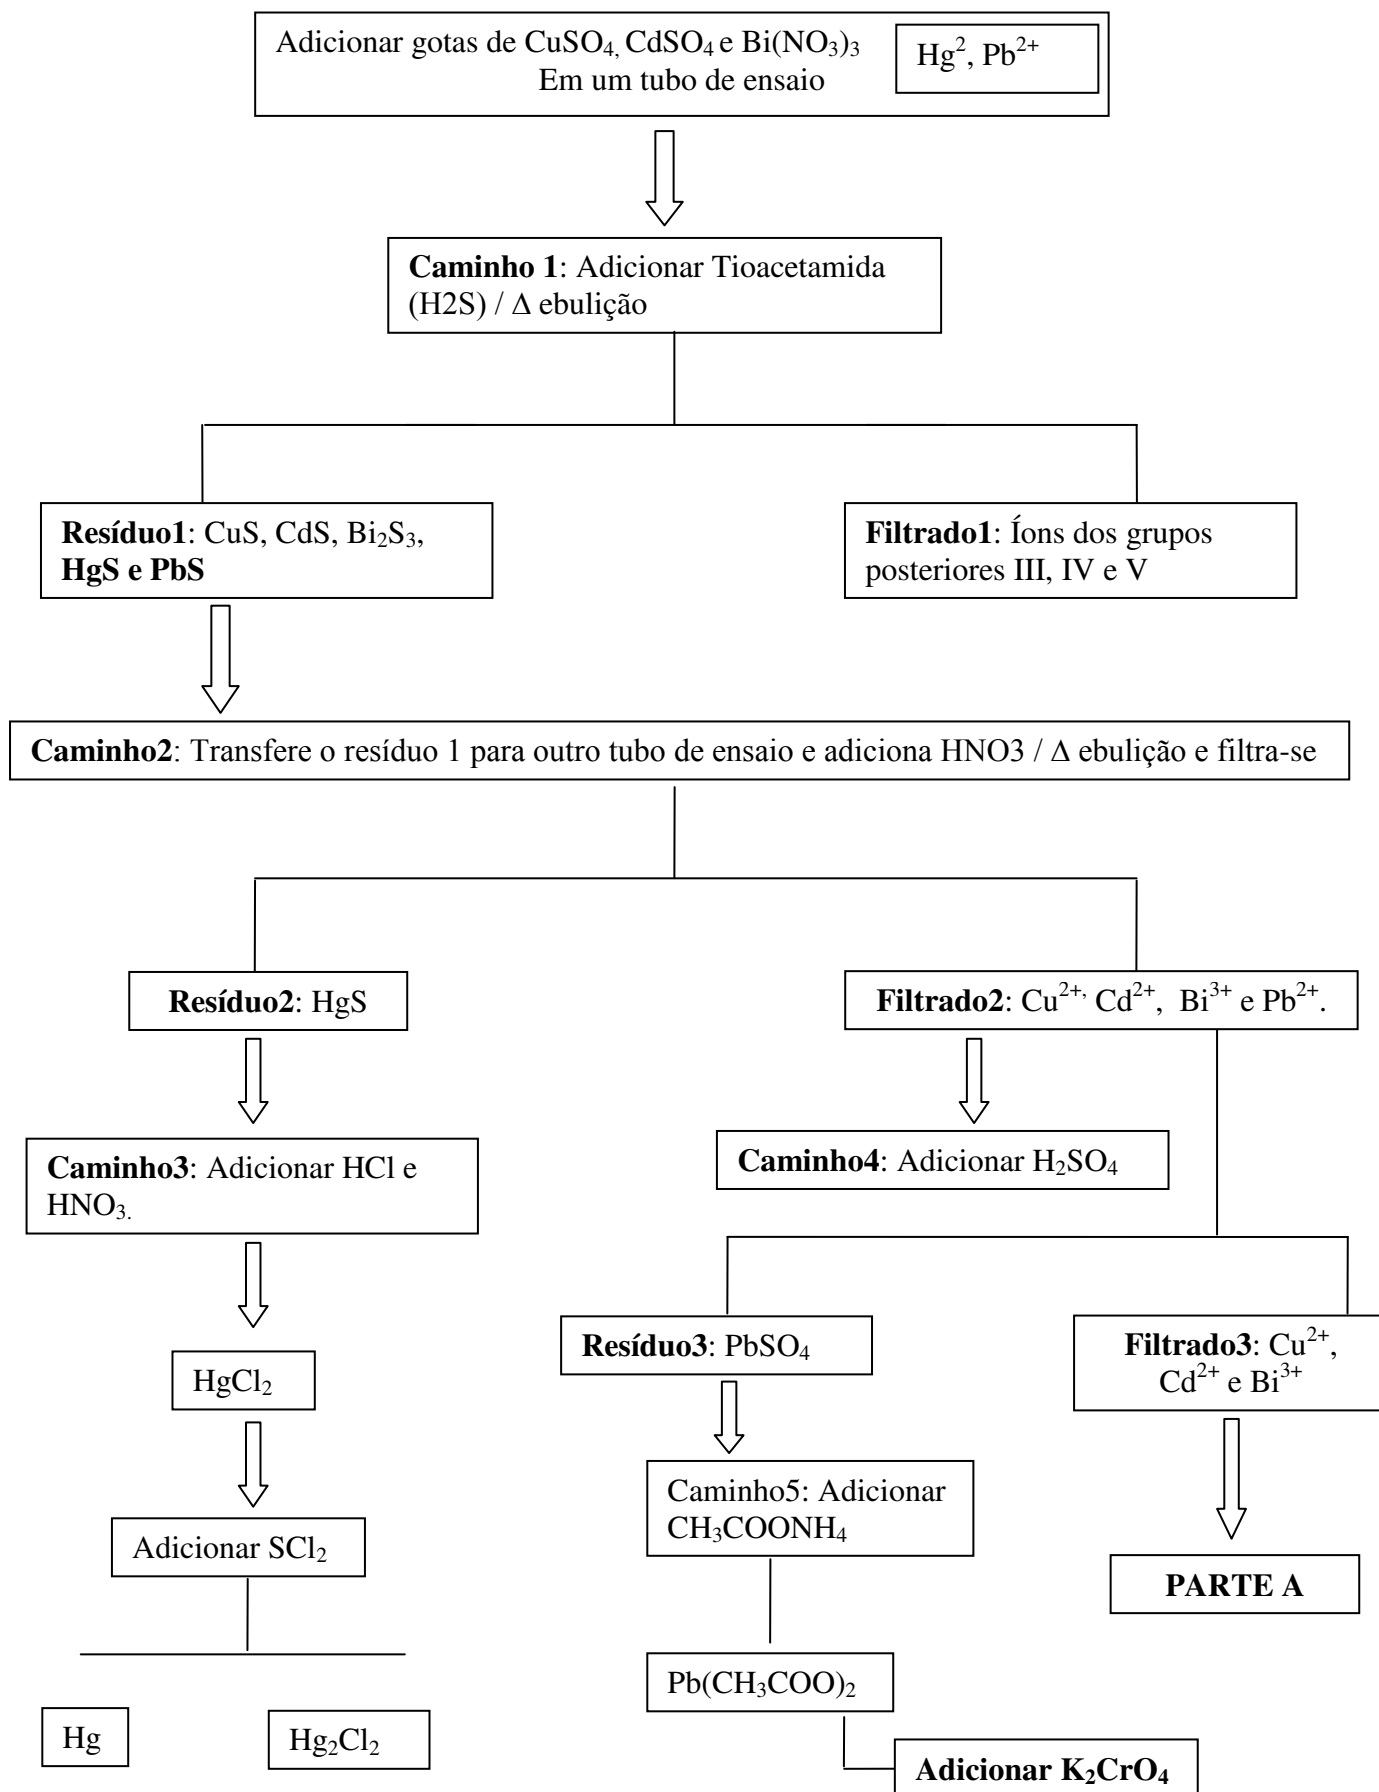 Adicionar gotas de CuSO₄, CdSO₄ e Bi(NO₃)₃
Em um tubo de ensaio
Hg², Pb²⁺
Caminho 1: Adicionar Tioacetamida
(H2S) / Δ ebulição
Resíduo1: CuS, CdS, Bi₂S₃,
HgS e PbS
Filtrado1: Íons dos grupos
posteriores III, IV e V
Caminho2: Transfere o resíduo 1 para outro tubo de ensaio e adiciona HNO3 / Δ ebulição e filtra-se
Resíduo2: HgS
Filtrado2: Cu²⁺, Cd²⁺, Bi³⁺ e Pb²⁺.
Caminho3: Adicionar HCl e
HNO₃.
Caminho4: Adicionar H₂SO₄
HgCl₂
Resíduo3: PbSO₄
Filtrado3: Cu²⁺,
Cd²⁺ e Bi³⁺
Adicionar SCl₂
Caminho5: Adicionar
CH₃COONH₄
PARTE A
Hg
Hg₂Cl₂
Pb(CH₃COO)₂
Adicionar K₂CrO₄